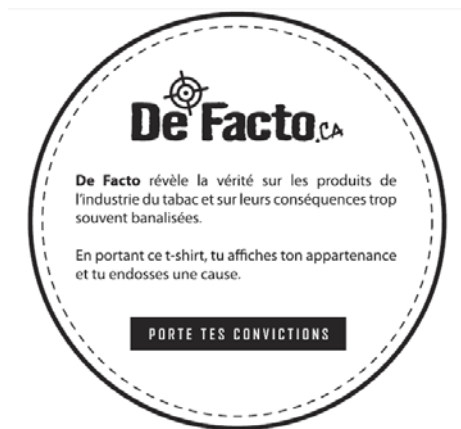 De Facto.CA
De Facto révèle la vérité sur les produits de
l'industrie du tabac et sur leurs conséquences trop
souvent banalisées.
En portant ce t-shirt, tu affiches ton appartenance
et tu endosses une cause.
PORTE TES CONVICTIONS